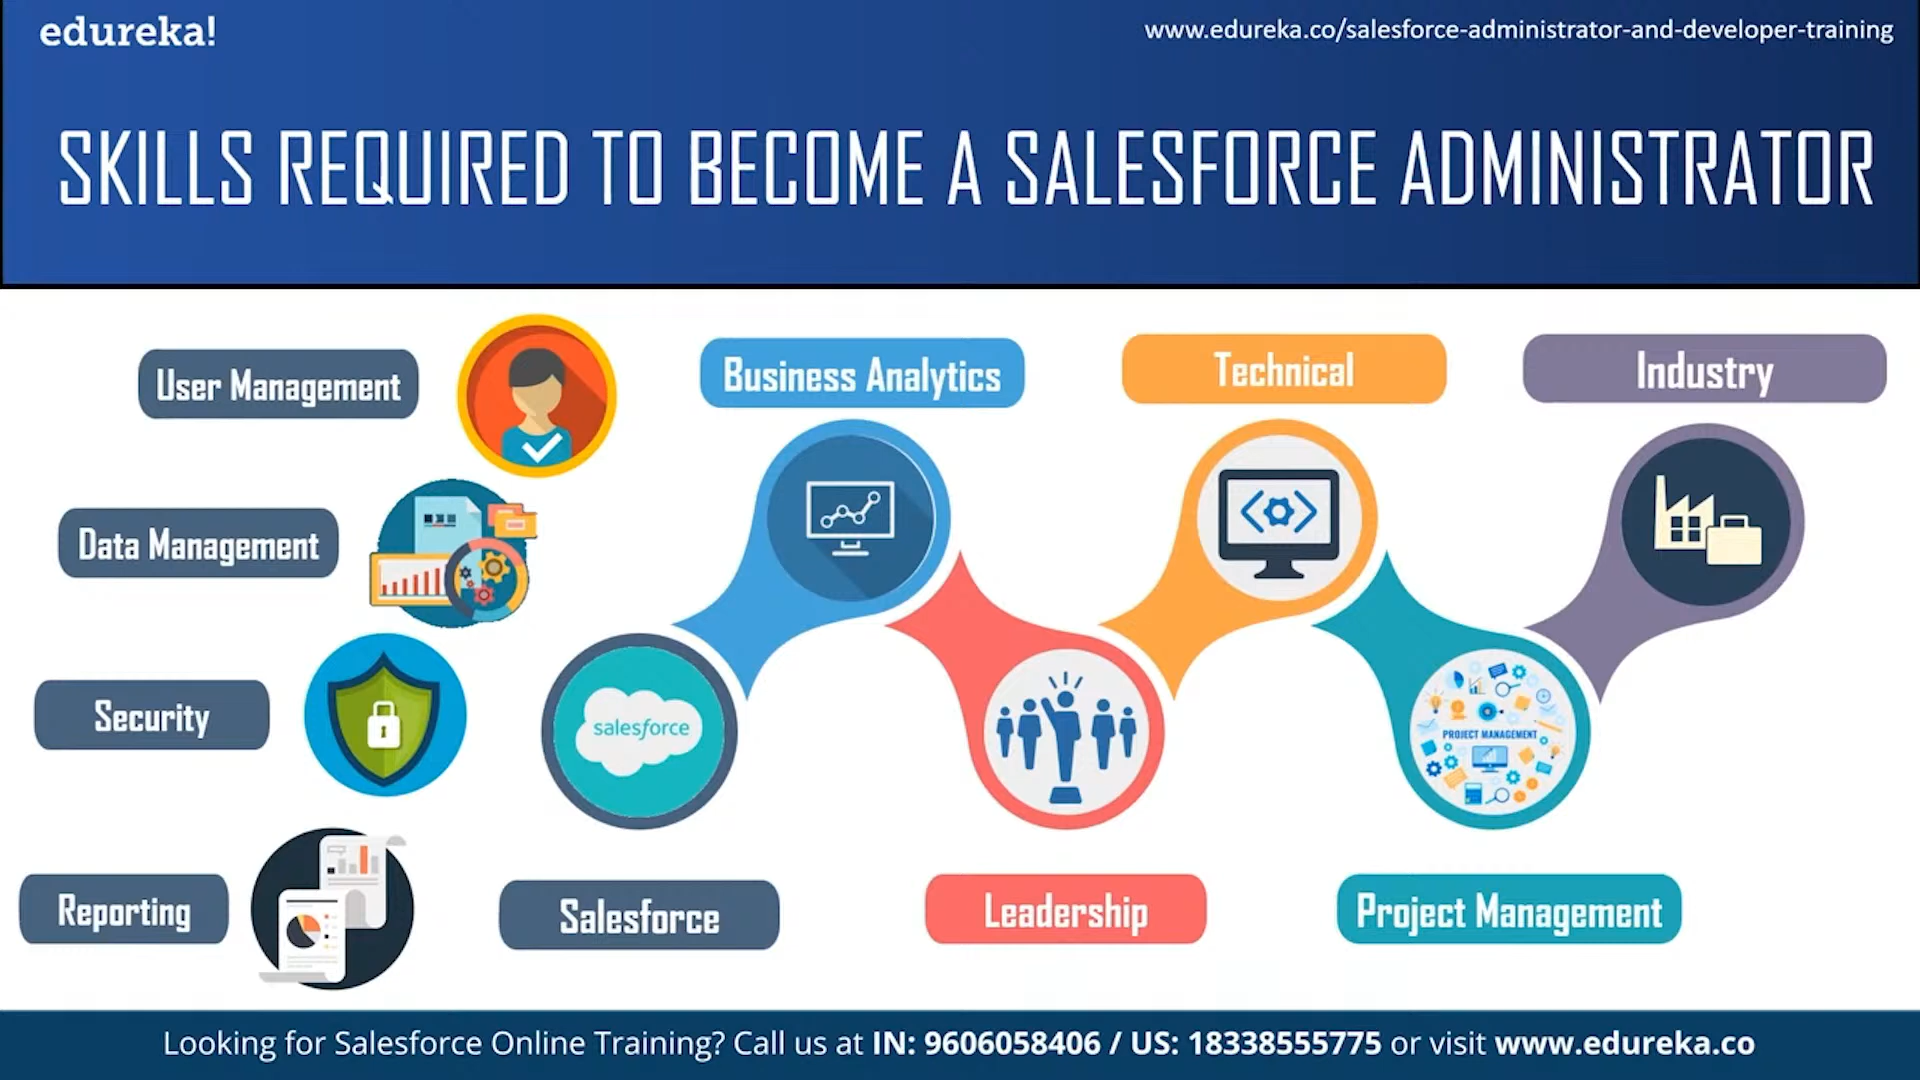 edureka!
www.edureka.co/salesforce-administrator-and-developer-training
SKILLS REQUIRED TO BECOME A SALESFORCE ADMINISTRATOR
User Management
Business Analytics
Technical
Industry
Data Management
Security
salesforce
PROJECT MANAGEMENT
Reporting
Salesforce
Leadership
Project Management
Looking for Salesforce Online Training? Call us at IN: 9606058406 / US: 18338555775 or visit www.edureka.co